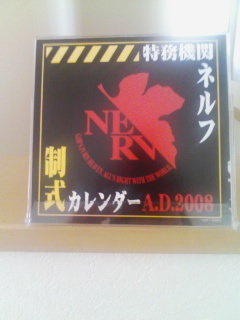 特務機関
ネルフ
NERV
GOD'S IN HIS HEAVEN, ALL'S RIGHT WITH THE WORLD
制式
カレンダー A.D.2008